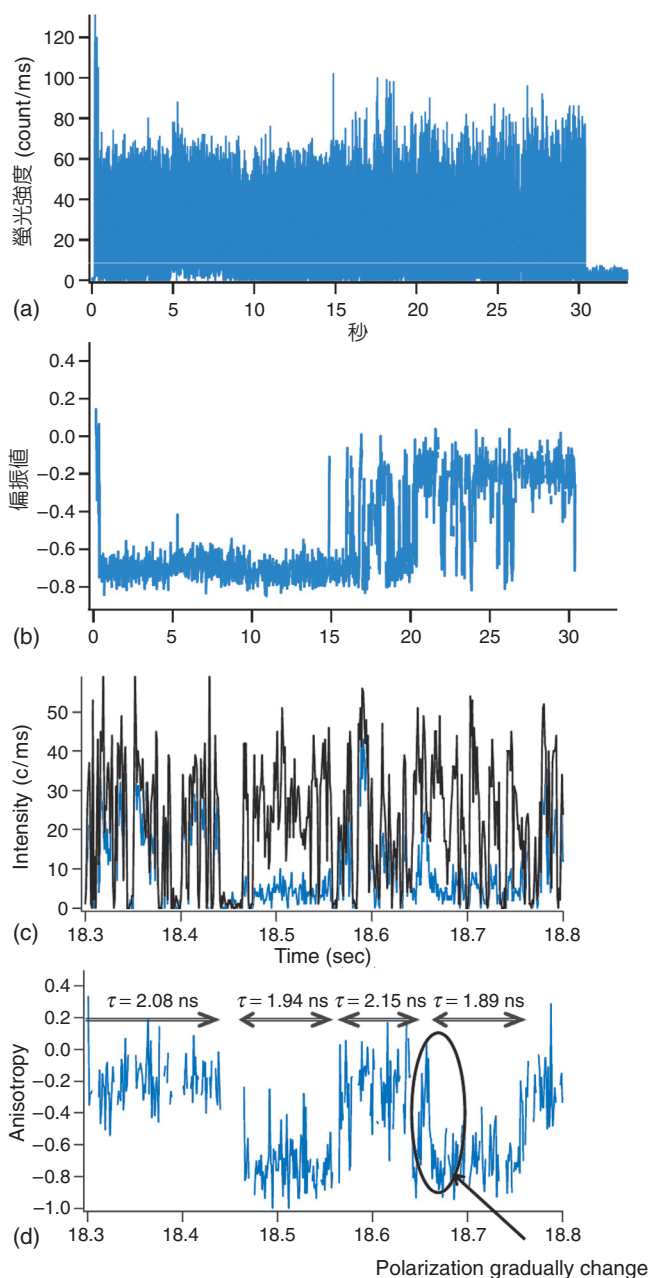 120
100
80
60
40
20
0
螢光強度 (count/ms)
(a)
0 5 10 15 20 25 30
秒
0.4
0.2
0.0
−0.2
−0.4
−0.6
−0.8
偏振值
(b)
0 5 10 15 20 25 30
50
40
30
20
10
0
Intensity (c/ms)
(c)
18.3 18.4 18.5 18.6 18.7 18.8
Time (sec)
0.4
0.2
0.0
−0.2
−0.4
−0.6
−0.8
−1.0
Anisotropy
τ = 2.08 ns τ = 1.94 ns τ = 2.15 ns τ = 1.89 ns
(d)
18.3 18.4 18.5 18.6 18.7 18.8
Polarization gradually change